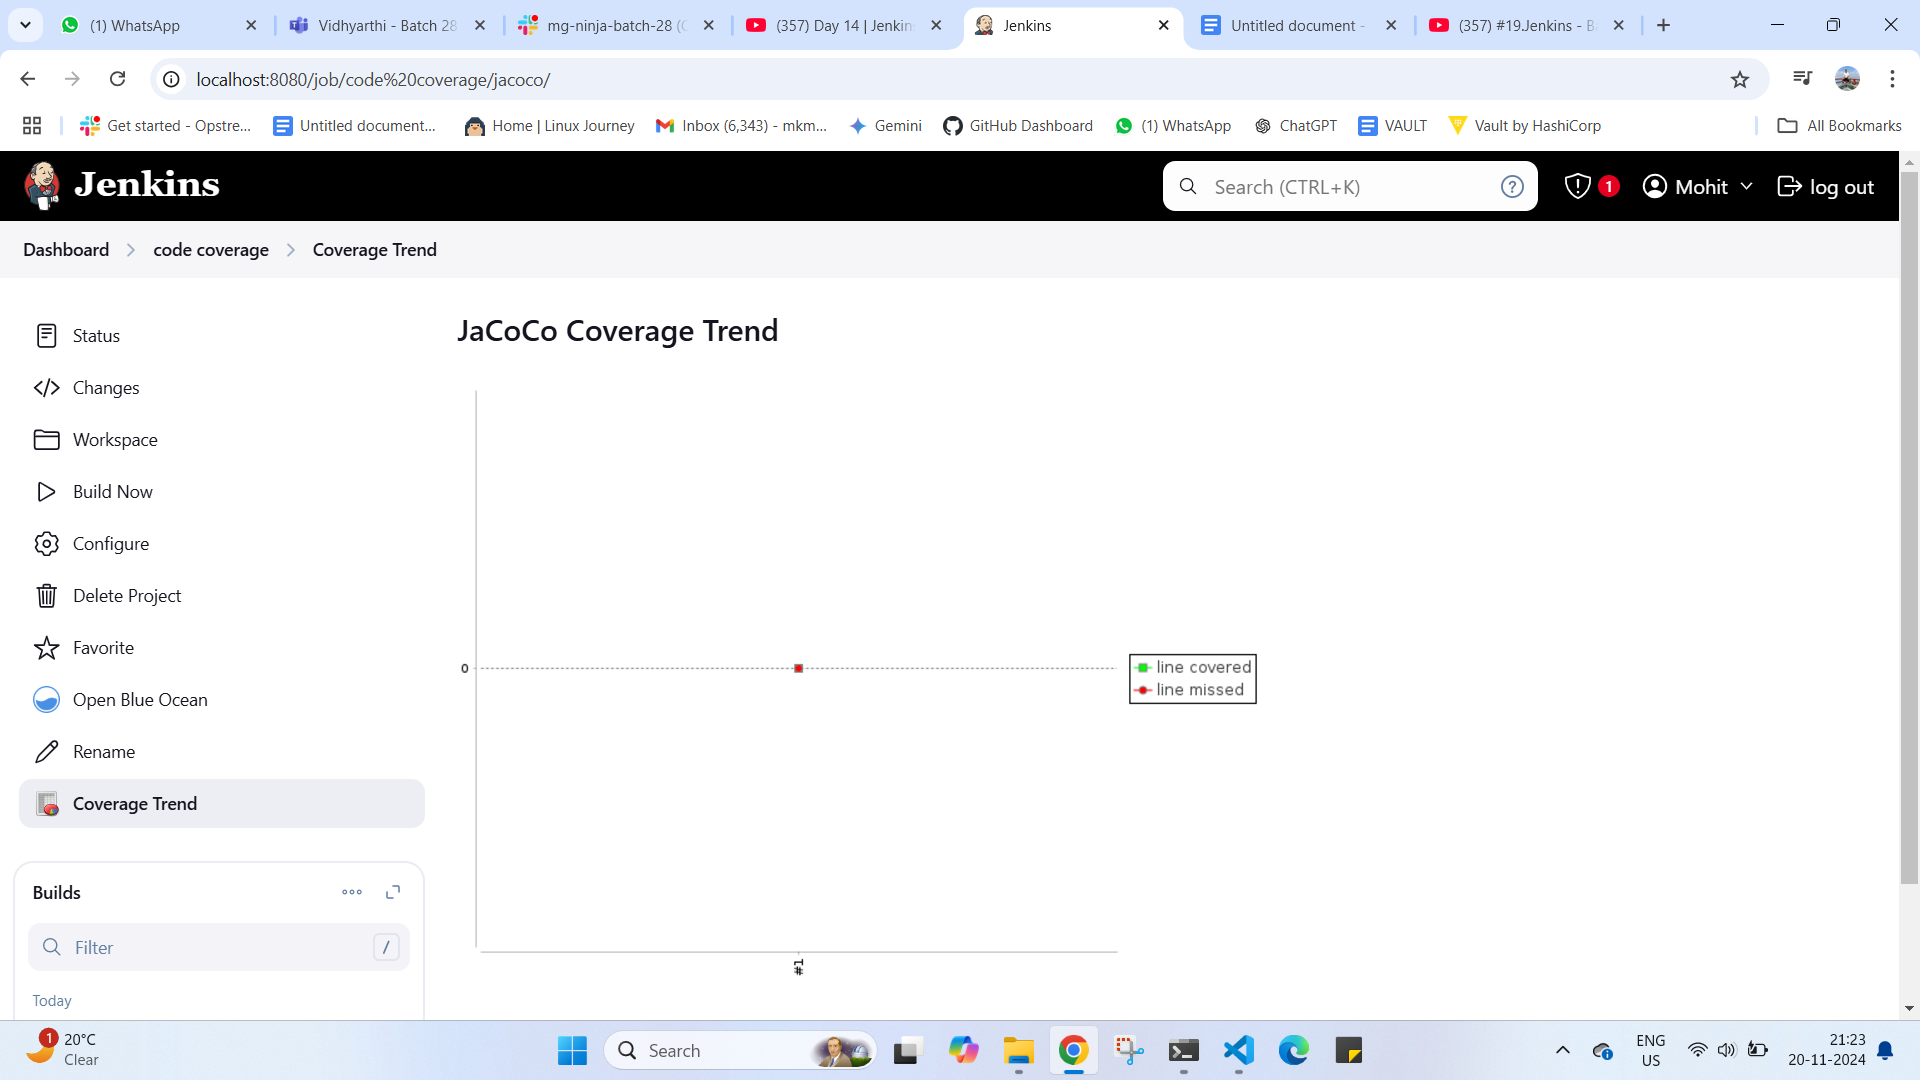 (1) WhatsApp
Vidhyarthi - Batch 28
mg-ninja-batch-28 (C
(357) Day 14 | Jenkins
Jenkins
Untitled document -
(357) #19.Jenkins - Ba
localhost:8080/job/code%20coverage/jacoco/
Get started - Opstre...
Untitled document...
Home | Linux Journey
Inbox (6,343) - mkm...
Gemini
GitHub Dashboard
(1) WhatsApp
ChatGPT
VAULT
Vault by HashiCorp
All Bookmarks
Jenkins
Search (CTRL+K)
?
1
Mohit
log out
Dashboard
code coverage
Coverage Trend
Status
Changes
Workspace
Build Now
Configure
Delete Project
Favorite
Open Blue Ocean
Rename
Coverage Trend
Builds
Filter
/
Today
JaCoCo Coverage Trend
0
line covered
line missed
#1
1
20°C
Clear
Search
ENG
US
21:23
20-11-2024